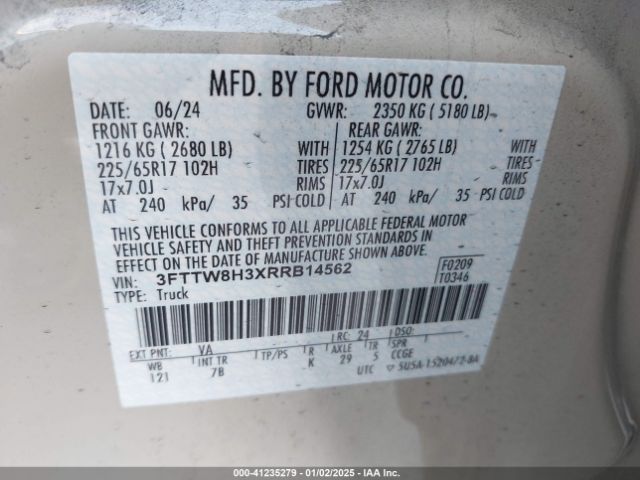 MFD. BY FORD MOTOR CO.
DATE: 06/24 GVWR: 2350 KG ( 5180 LB)
FRONT GAWR: REAR GAWR:
1216 KG ( 2680 LB) WITH 1254 KG ( 2765 LB) WITH
225/65R17 102H TIRES 225/65R17 102H TIRES
17x7.0J RIMS 17x7.0J RIMS
AT 240 kPa/ 35 PSI COLD AT 240 kPa/ 35 PSI COLD
THIS VEHICLE CONFORMS TO ALL APPLICABLE FEDERAL MOTOR
VEHICLE SAFETY AND THEFT PREVENTION STANDARDS IN
EFFECT ON THE DATE OF MANUFACTURE SHOWN ABOVE.
VIN: 3FTTW8H3XRRB14562 F0209
TYPE: Truck T0346
RC: 24 DSO:
EXT PNT: VA
WB INT TR TP/PS R AXLE TR SPR
121 7B K 29 5 CCGE
UTC 5U5A-1520472-BA
000-41235279 - 01/02/2025 - IAA Inc.